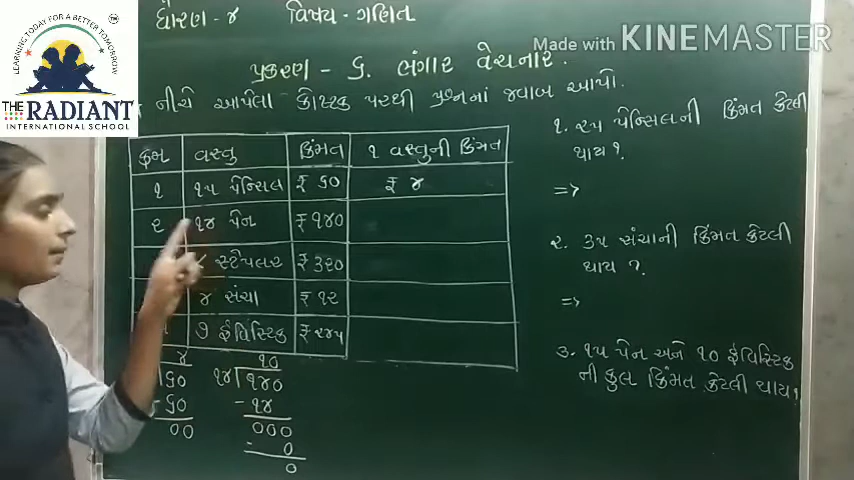 LEARNING TODAY FOR A BETTER TOMORROW
THE RADIANT
INTERNATIONAL SCHOOL
Made with KINEMASTER
ધોરણ - ૪ વિષય - ગણિત
પ્રકરણ - ૬. ભંગાર વેચનાર.
નીચે આપેલા કોષ્ટક પરથી પ્રશ્નનાં જવાબ આપો.
ક્રમ વસ્તુ કિંમત ૧ વસ્તુની કિંમત
૧ ૧૫ પેન્સિલ ₹ ૬૦ ₹ ૪
૨ ૧૪ પેન ₹ ૧૪૦
૮ સ્ટેપલર ₹ ૩૨૦
૪ સંચા ₹ ૧૨
૭ ફેવિસ્ટિક ₹ ૨૪૫
૪
૬૦
- ૬૦
૦૦
૧૦
૧૪ ૧૪૦
- ૧૪
૦૦૦
- ૦
૦
૧. ૨૫ પેન્સિલની કિંમત કેટલી
થાય ?
=>
૨. ૩૫ સંચાની કિંમત કેટલી
થાય ?
=>
૩. ૧૫ પેન અને ૧૦ ફેવિસ્ટિક
ની કુલ કિંમત કેટલી થાય ?